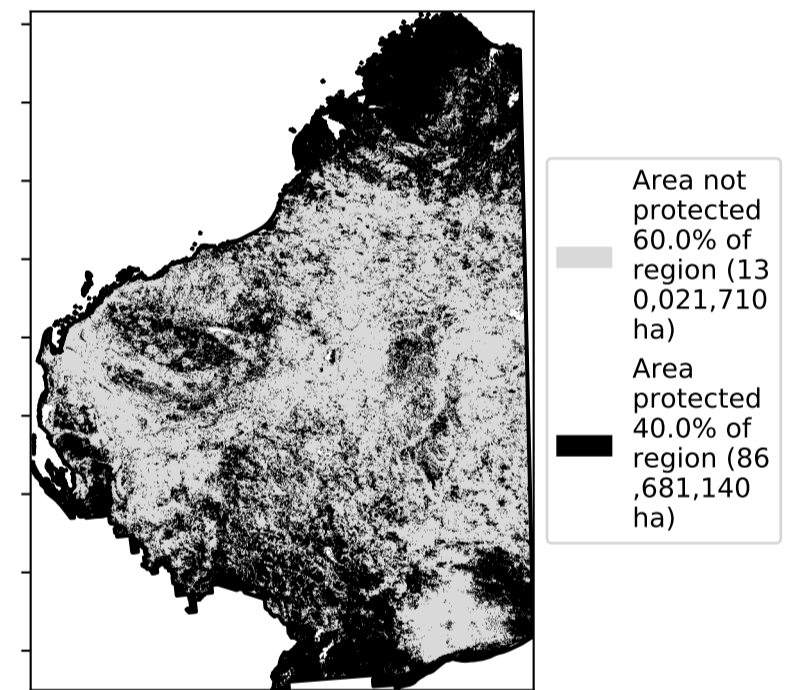 Area not
protected
60.0% of
region (13
0,021,710
ha)
Area
protected
40.0% of
region (86
,681,140
ha)